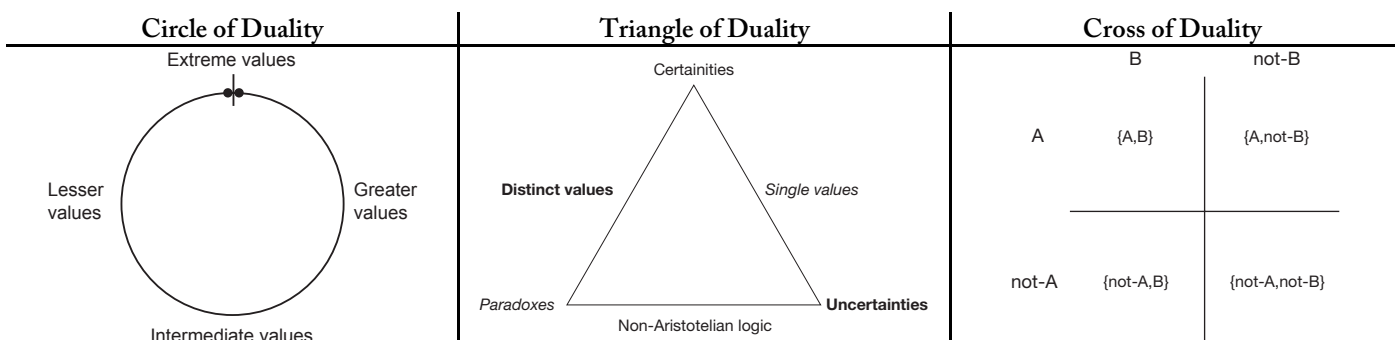 Circle of Duality
Triangle of Duality
Cross of Duality
Extreme values
Lesser
values
Greater
values
Intermediate values
Certainities
Distinct values
Single values
Paradoxes
Uncertainties
Non-Aristotelian logic
B not-B
A {A,B} {A,not-B}
not-A {not-A,B} {not-A,not-B}